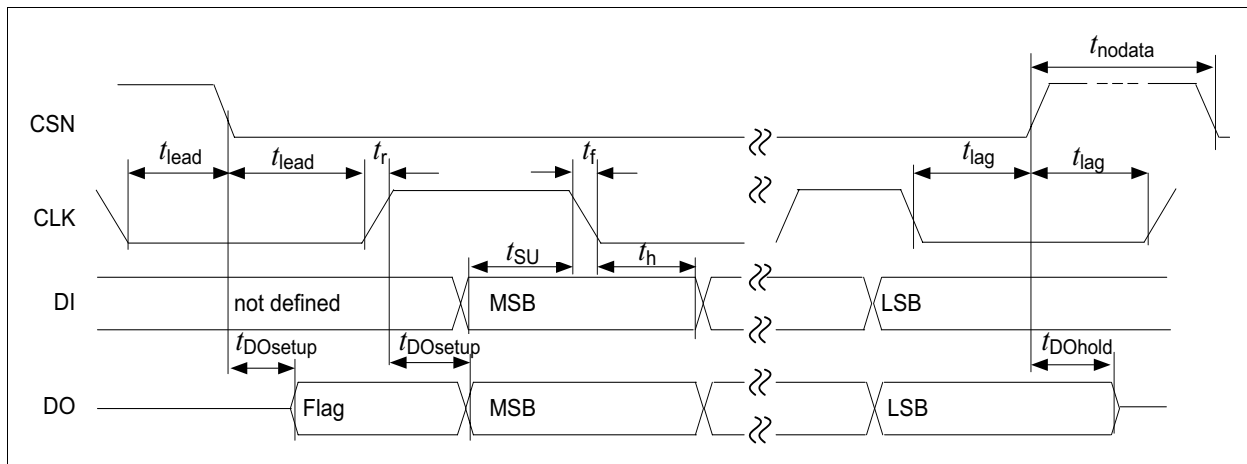 tnodata
CSN
tlead tlead tr tf tlag tlag
CLK
tSU th
DI not defined MSB LSB
tDOsetup tDOsetup tDOhold
DO Flag MSB LSB